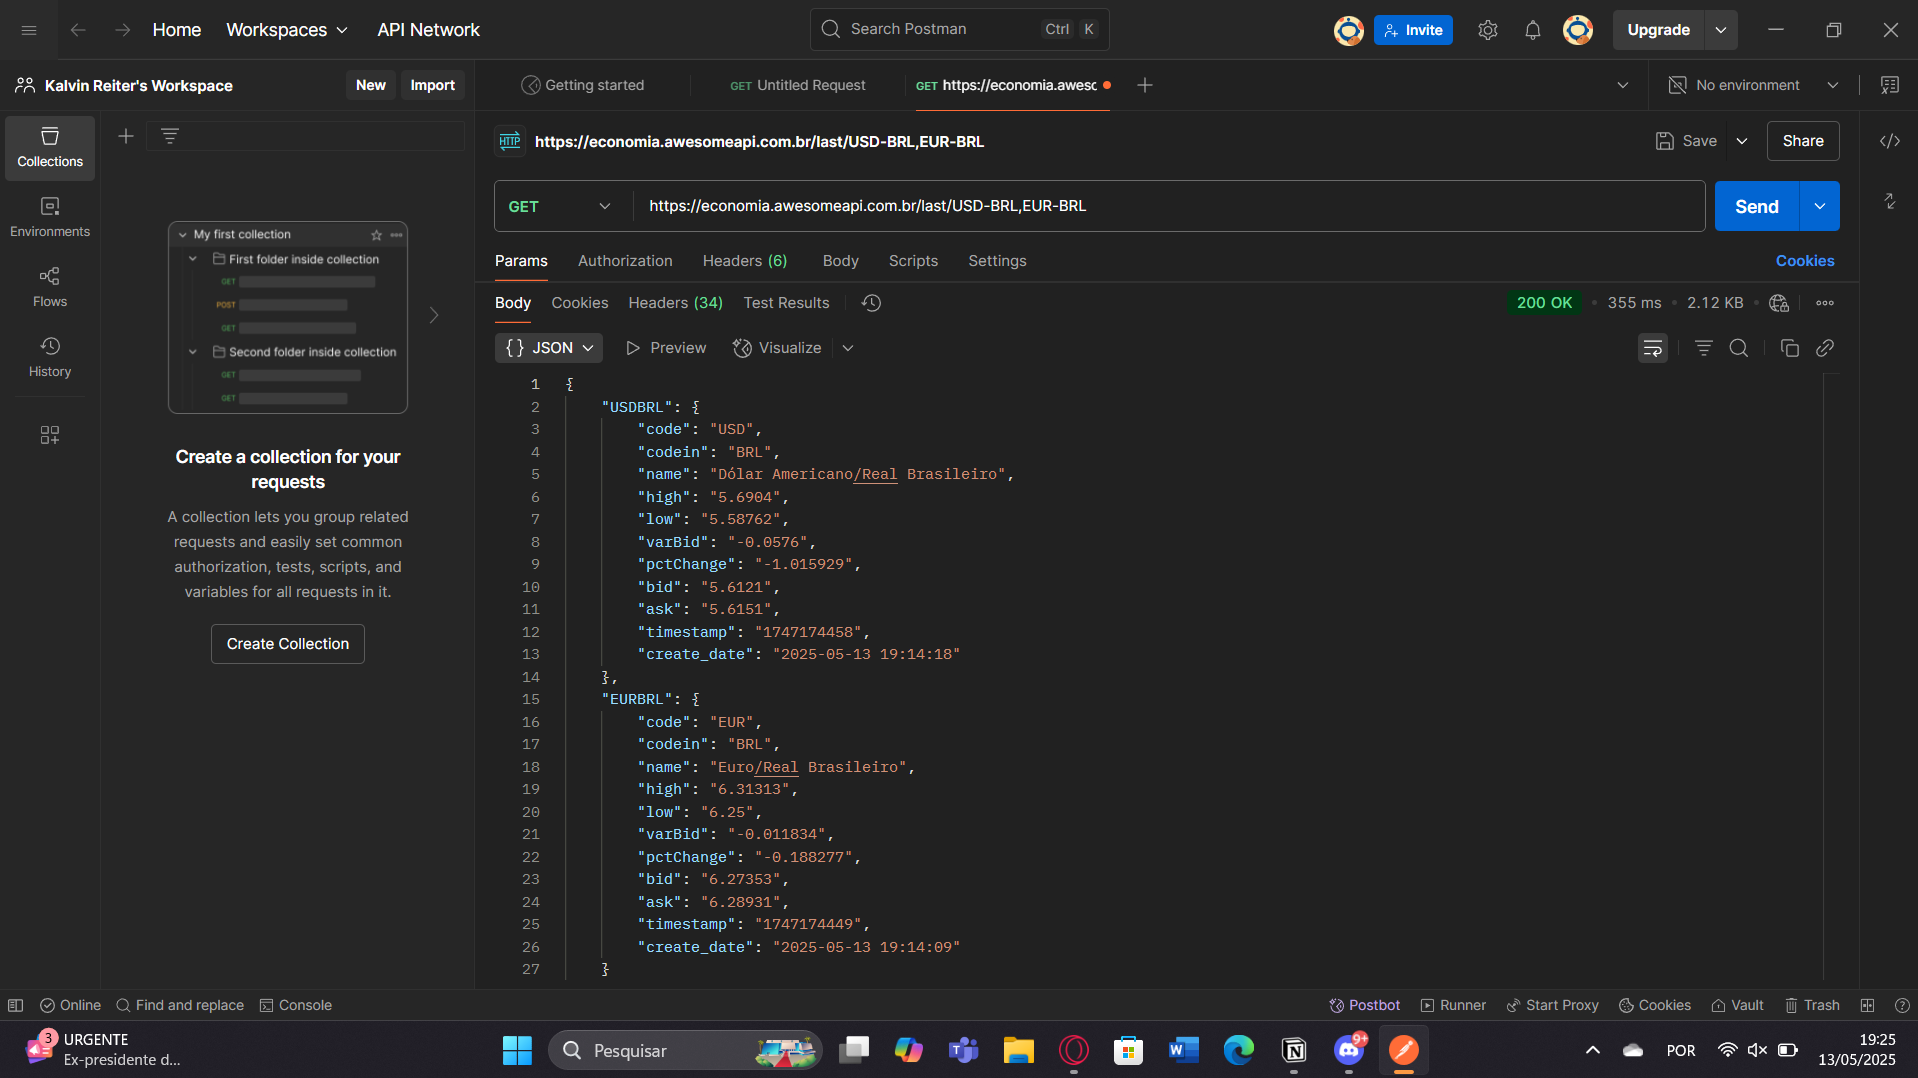 Home
Workspaces
API Network
Search Postman
Ctrl
K
Invite
Upgrade
Kalvin Reiter's Workspace
New
Import
Getting started
GET Untitled Request
GET https://economia.awesc
No environment
Collections
Environments
Flows
History
My first collection
First folder inside collection
GET
POST
GET
Second folder inside collection
GET
GET
Create a collection for your
requests
A collection lets you group related
requests and easily set common
authorization, tests, scripts, and
variables for all requests in it.
Create Collection
HTTP
https://economia.awesomeapi.com.br/last/USD-BRL,EUR-BRL
Save
Share
GET
https://economia.awesomeapi.com.br/last/USD-BRL,EUR-BRL
Send
Params
Authorization
Headers (6)
Body
Scripts
Settings
Cookies
Body
Cookies
Headers (34)
Test Results
200 OK
355 ms
2.12 KB
{} JSON
Preview
Visualize
1 {
2 "USDBRL": {
3 "code": "USD",
4 "codein": "BRL",
5 "name": "Dólar Americano/Real Brasileiro",
6 "high": "5.6904",
7 "low": "5.58762",
8 "varBid": "-0.0576",
9 "pctChange": "-1.015929",
10 "bid": "5.6121",
11 "ask": "5.6151",
12 "timestamp": "1747174458",
13 "create_date": "2025-05-13 19:14:18"
14 },
15 "EURBRL": {
16 "code": "EUR",
17 "codein": "BRL",
18 "name": "Euro/Real Brasileiro",
19 "high": "6.31313",
20 "low": "6.25",
21 "varBid": "-0.011834",
22 "pctChange": "-0.188277",
23 "bid": "6.27353",
24 "ask": "6.28931",
25 "timestamp": "1747174449",
26 "create_date": "2025-05-13 19:14:09"
27 }
Online
Find and replace
Console
Postbot
Runner
Start Proxy
Cookies
Vault
Trash
3
URGENTE
Ex-presidente d...
Pesquisar
9+
POR
19:25
13/05/2025